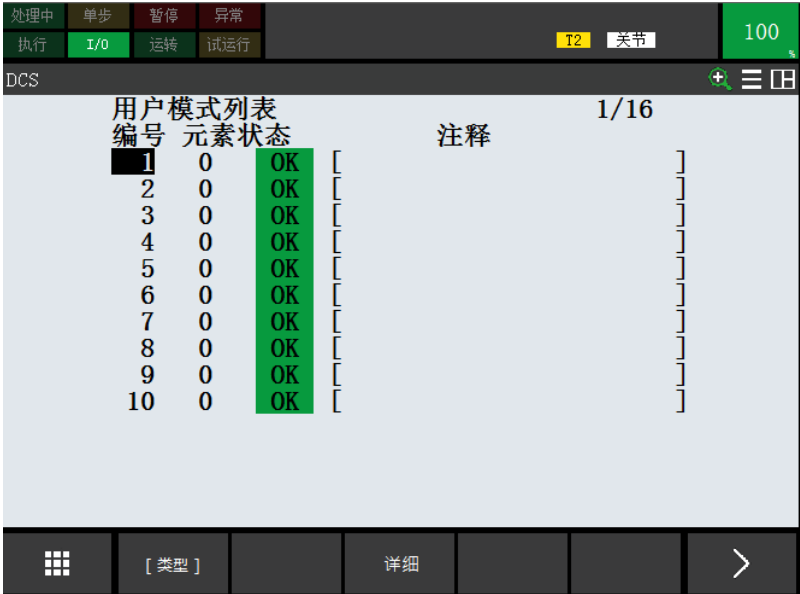 处理中 单步 暂停 异常
执行 I/O 运转 试运行 T2 关节 100 %
DCS
用户模式列表 1/16
编号 元素状态 注释
1 0 OK [ ]
2 0 OK [ ]
3 0 OK [ ]
4 0 OK [ ]
5 0 OK [ ]
6 0 OK [ ]
7 0 OK [ ]
8 0 OK [ ]
9 0 OK [ ]
10 0 OK [ ]
[ 类型 ] 详细